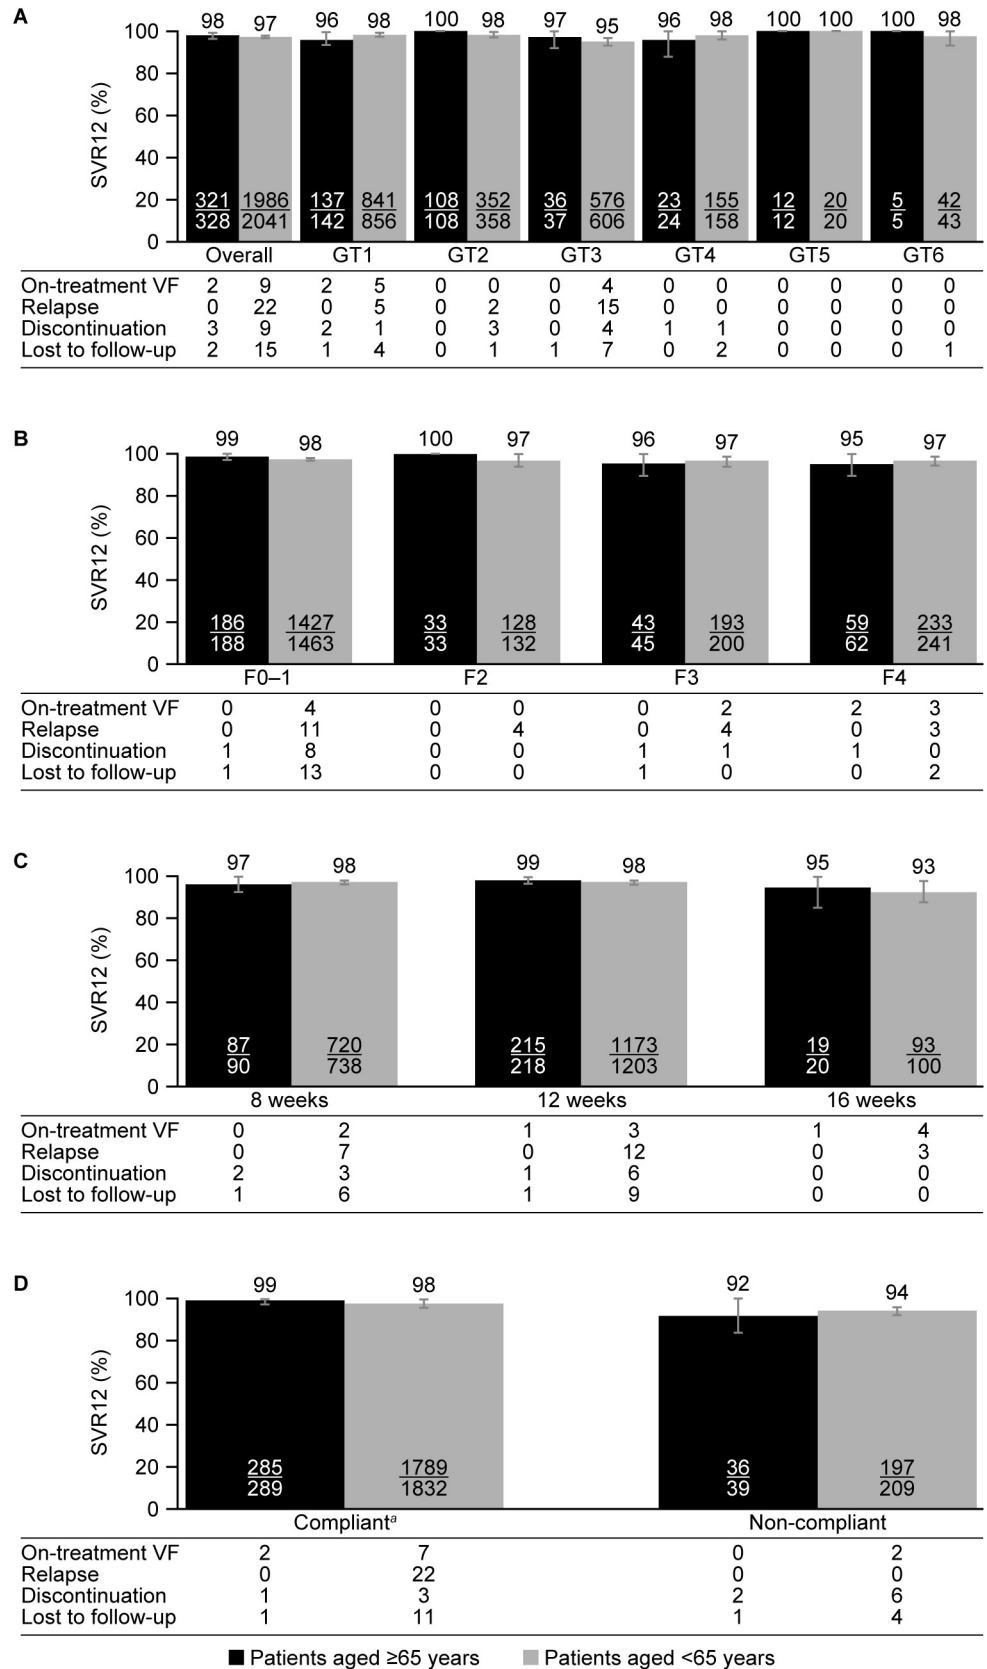 A
98 97 96 98 100 98 97 95 96 98 100 100 100 98
100
80
60
40
20
0
SVR12 (%)
321 1986 137 841 108 352 36 576 23 155 12 20 5 42
328 2041 142 856 108 358 37 606 24 158 12 20 5 43
Overall GT1 GT2 GT3 GT4 GT5 GT6
On-treatment VF 2 9 2 5 0 0 0 4 0 0 0 0 0 0
Relapse 0 22 0 5 0 2 0 15 0 0 0 0 0 0
Discontinuation 3 9 2 1 0 3 0 4 1 1 0 0 0 0
Lost to follow-up 2 15 1 4 0 1 1 7 0 2 0 0 0 1
B
99 98 100 97 96 97 95 97
100
80
60
40
20
0
SVR12 (%)
186 1427 33 128 43 193 59 233
188 1463 33 132 45 200 62 241
F0–1 F2 F3 F4
On-treatment VF 0 4 0 0 0 2 2 3
Relapse 0 11 0 4 0 4 0 3
Discontinuation 1 8 0 0 1 1 1 0
Lost to follow-up 1 13 0 0 1 0 0 2
C
97 98 99 98 95 93
100
80
60
40
20
0
SVR12 (%)
87 720 215 1173 19 93
90 738 218 1203 20 100
8 weeks 12 weeks 16 weeks
On-treatment VF 0 2 1 3 1 4
Relapse 0 7 0 12 0 3
Discontinuation 2 3 1 6 0 0
Lost to follow-up 1 6 1 9 0 0
D
99 98 92 94
100
80
60
40
20
0
SVR12 (%)
285 1789 36 197
289 1832 39 209
Compliantᵃ Non-compliant
On-treatment VF 2 7 0 2
Relapse 0 22 0 0
Discontinuation 1 3 2 6
Lost to follow-up 1 11 1 4
Patients aged ≥65 years Patients aged <65 years